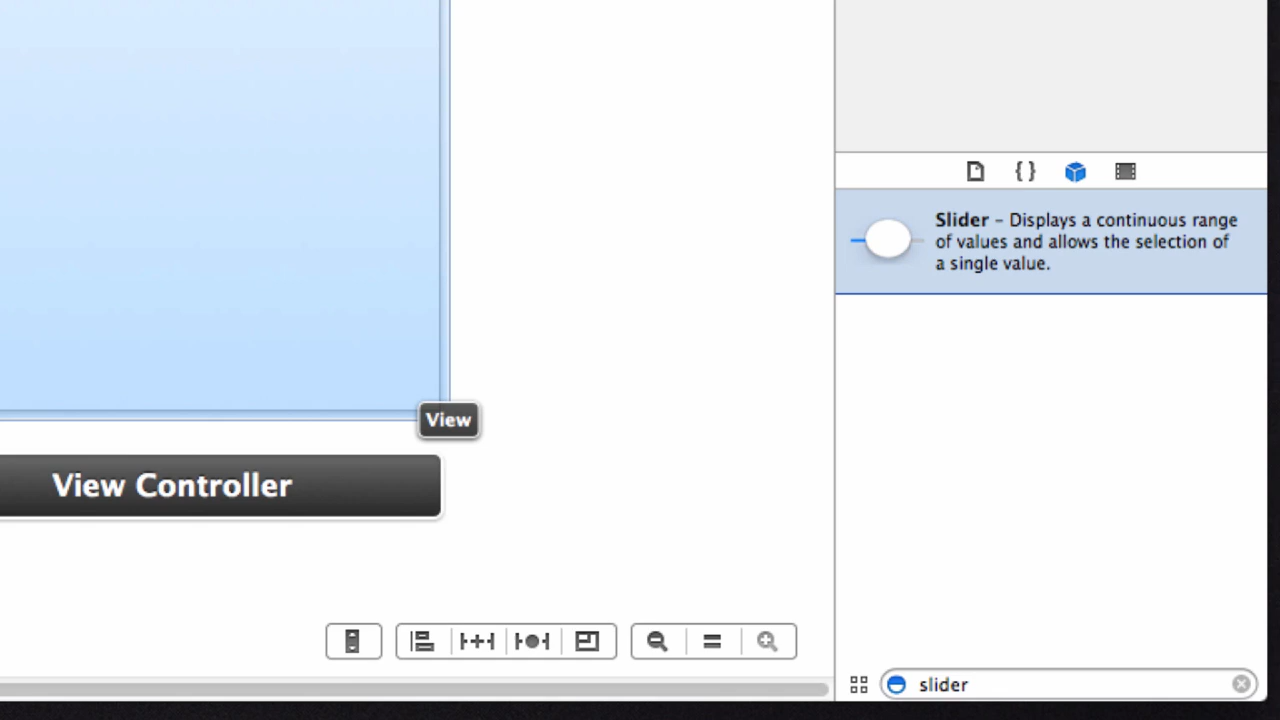 Slider – Displays a continuous range
of values and allows the selection of
a single value.
View
View Controller
slider